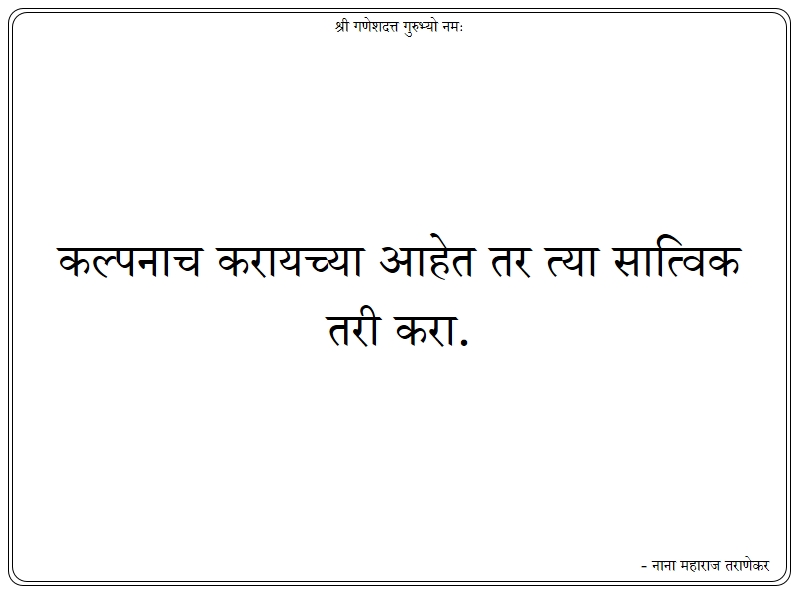 श्री गणेशदत्त गुरुभ्यो नमः
कल्पनाच करायच्या आहेत तर त्या सात्विक
तरी करा.
- नाना महाराज तराणेकर